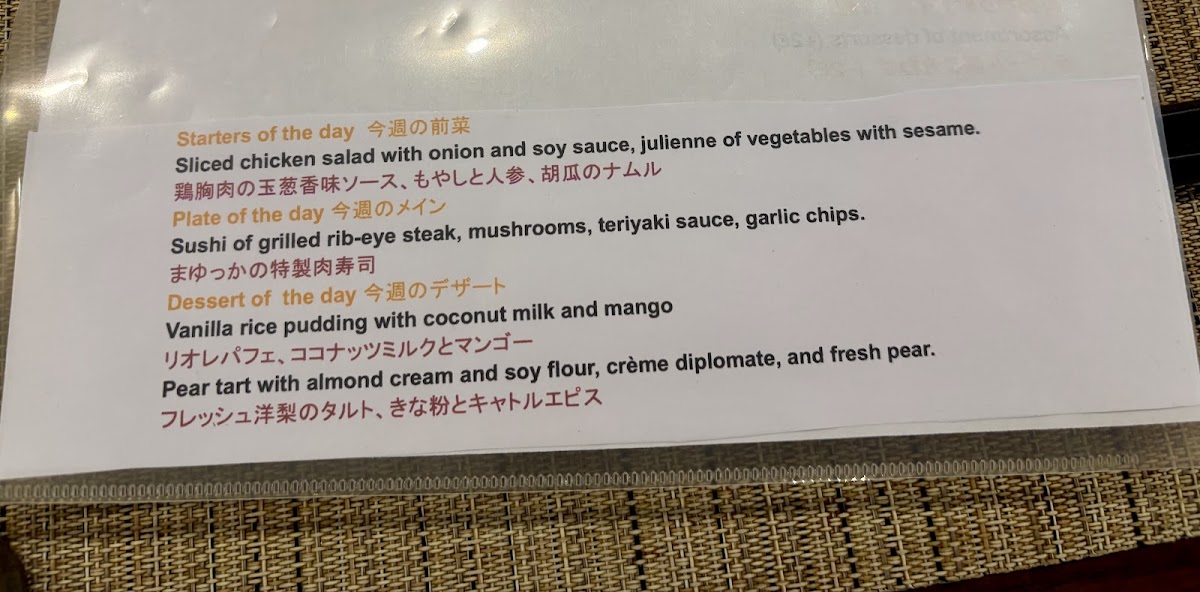 Assortment of desserts (+2€)
Starters of the day 今週の前菜
Sliced chicken salad with onion and soy sauce, julienne of vegetables with sesame.
鶏胸肉の玉葱香味ソース、もやしと人参、胡瓜のナムル
Plate of the day 今週のメイン
Sushi of grilled rib-eye steak, mushrooms, teriyaki sauce, garlic chips.
まゆっかの特製肉寿司
Dessert of the day 今週のデザート
Vanilla rice pudding with coconut milk and mango
リオレパフェ、ココナッツミルクとマンゴー
Pear tart with almond cream and soy flour, crème diplomate, and fresh pear.
フレッシュ洋梨のタルト、きな粉とキャトルエピス